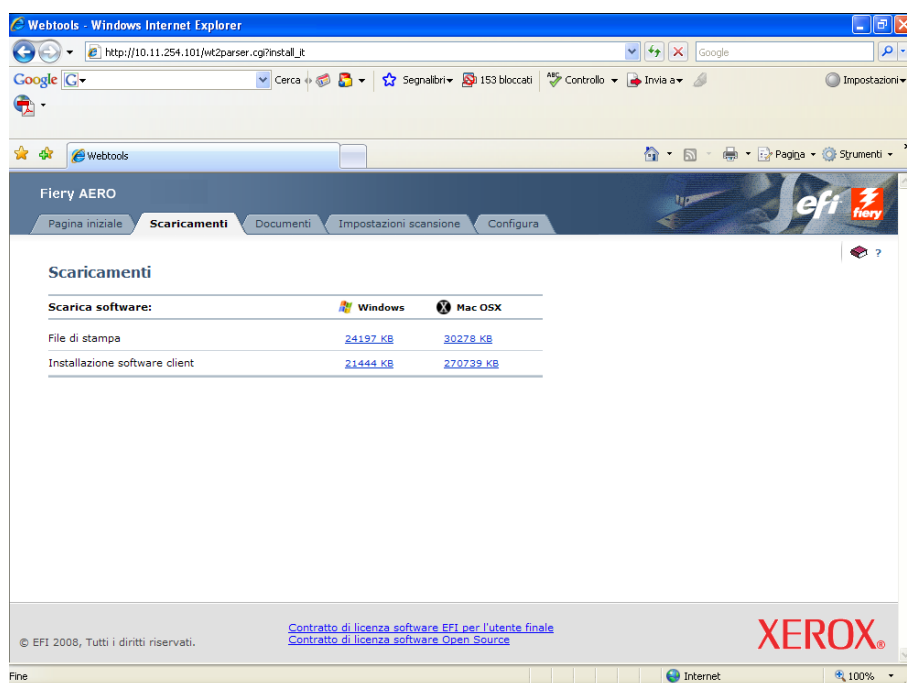 Webtools - Windows Internet Explorer
http://10.11.254.101/wt2parser.cgi?install_it
Google
Google G
Cerca
Segnalibri
153 bloccati
ABC Controllo
Invia a
Impostazioni
Webtools
Pagina
Strumenti
Fiery AERO
efi fiery
Pagina iniziale
Scaricamenti
Documenti
Impostazioni scansione
Configura
?
Scaricamenti
Scarica software: Windows X Mac OSX
File di stampa 24197 KB 30278 KB
Installazione software client 21444 KB 270739 KB
© EFI 2008, Tutti i diritti riservati.
Contratto di licenza software EFI per l'utente finale
Contratto di licenza software Open Source
XEROX®
Fine
Internet
100%